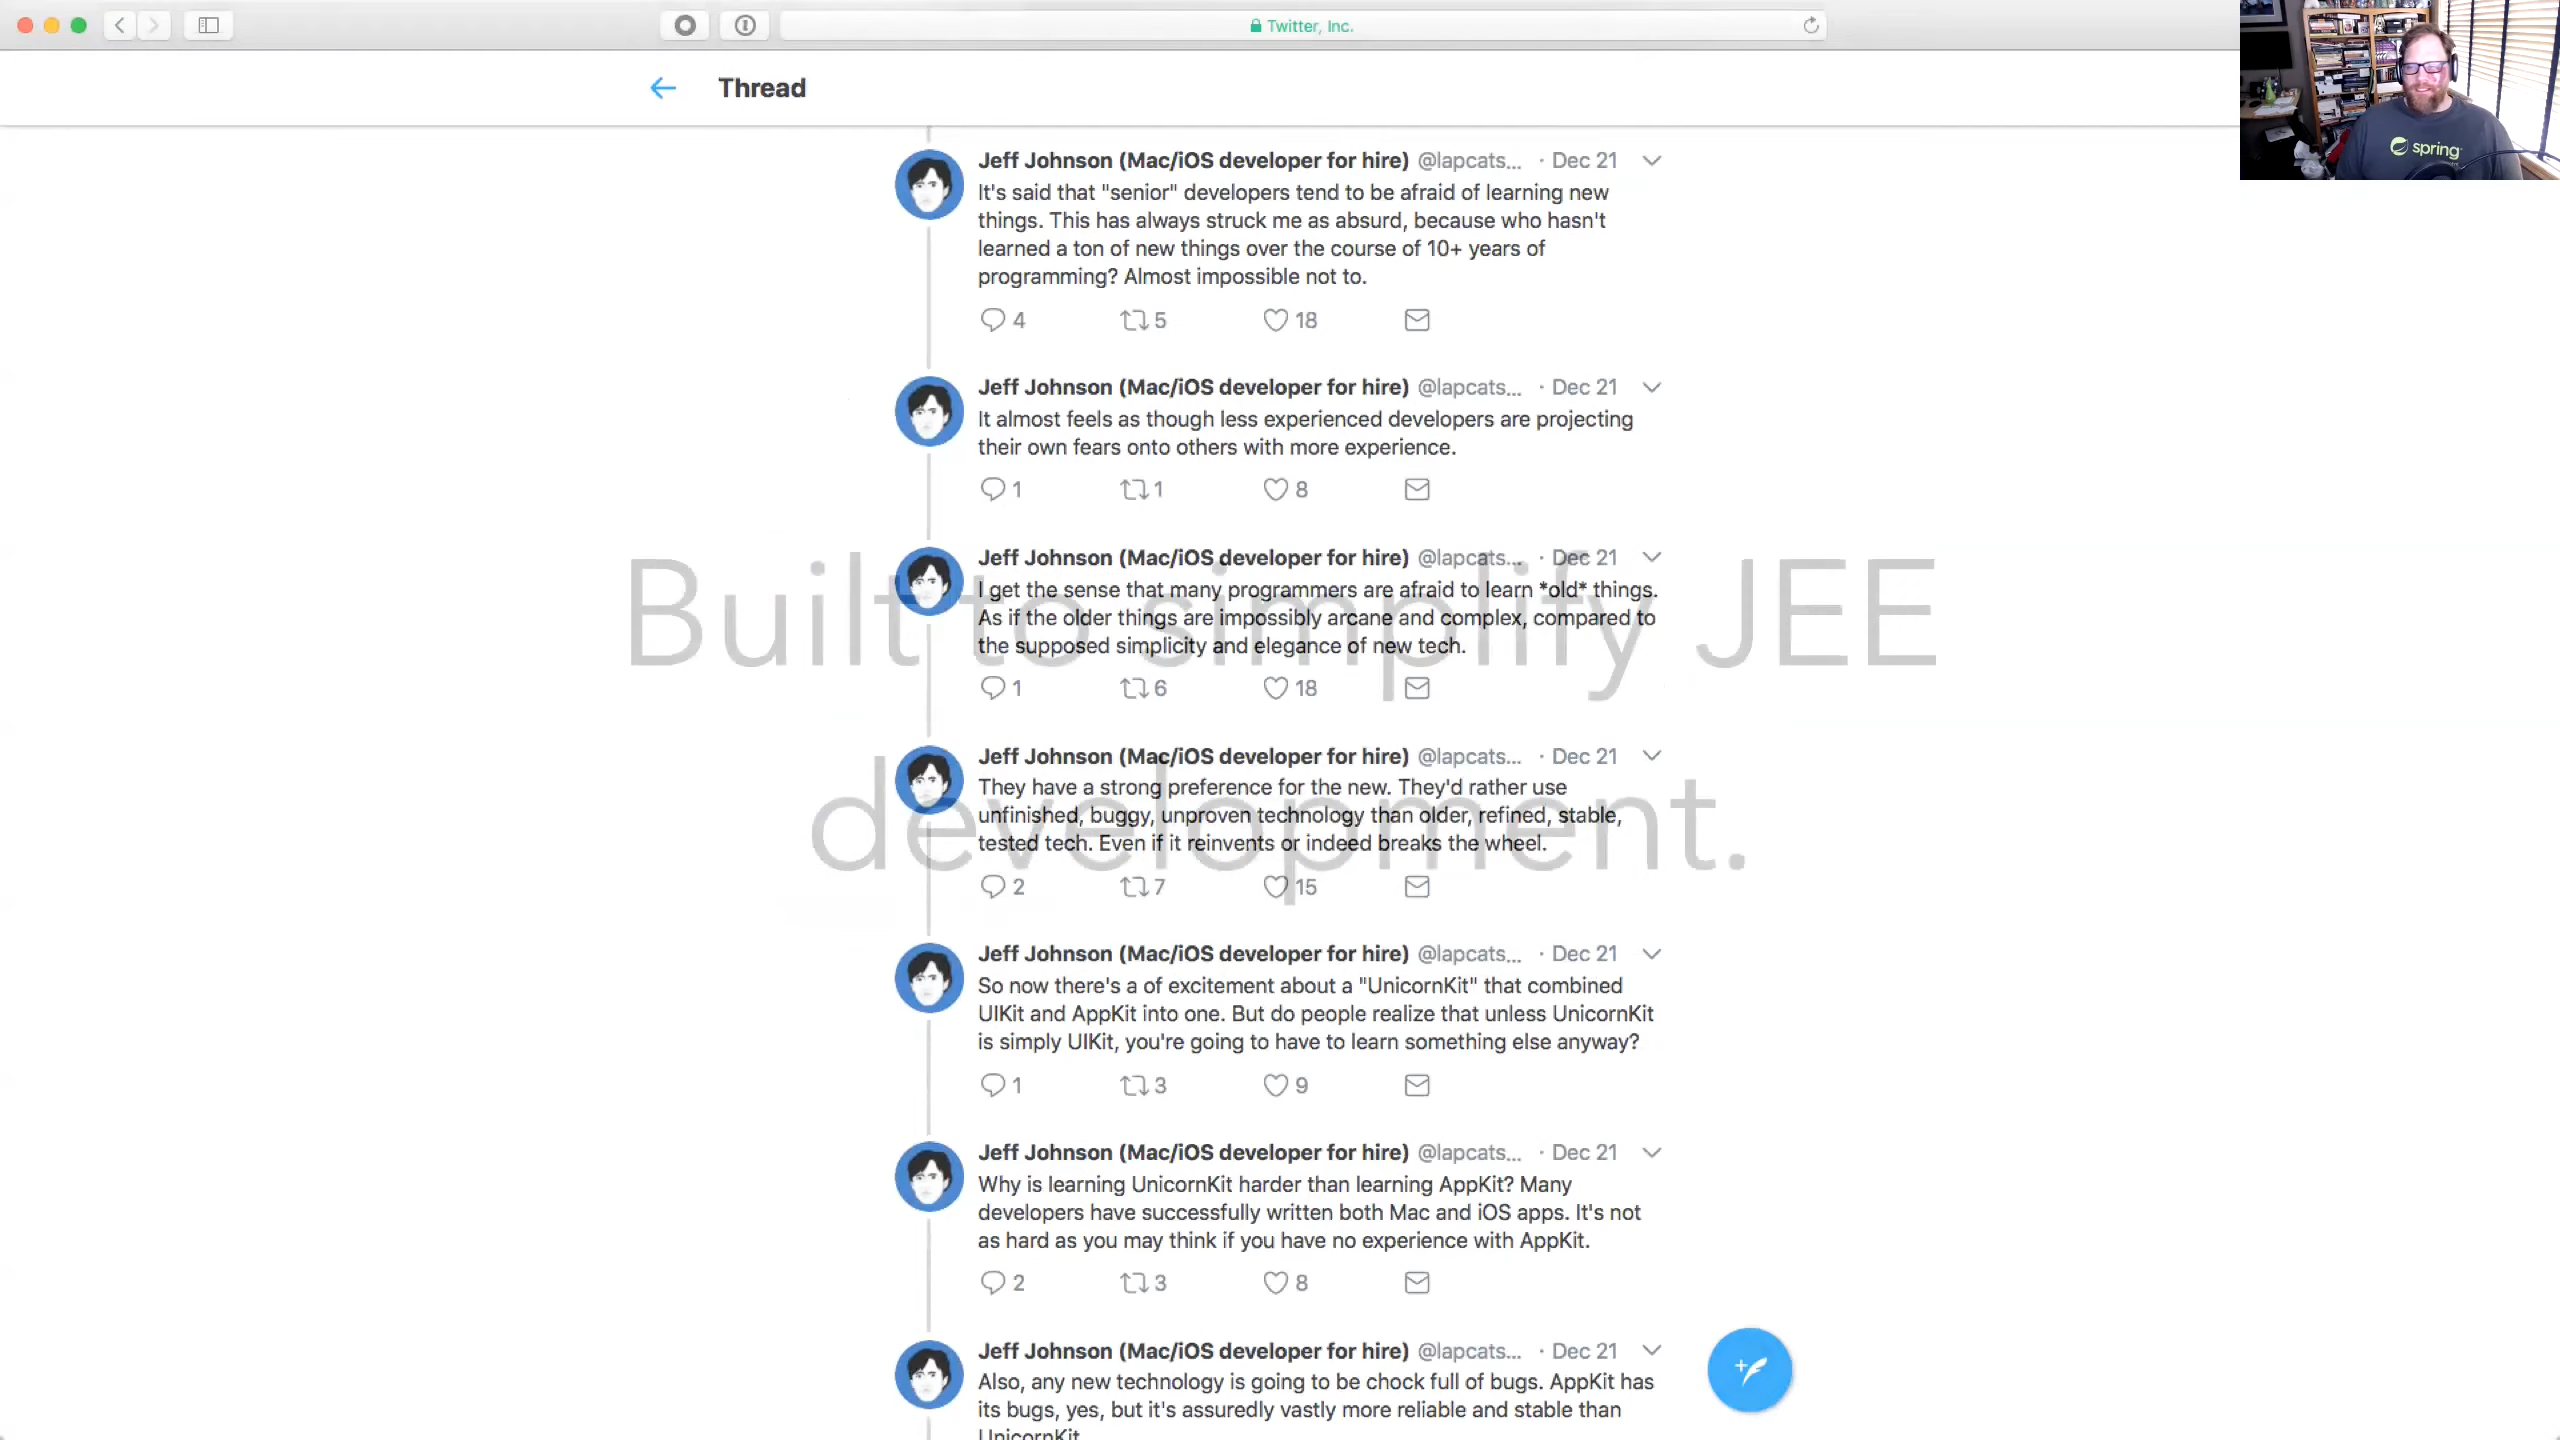 Twitter, Inc.
Thread
spring
Jeff Johnson (Mac/iOS developer for hire) @lapcats... · Dec 21
It's said that "senior" developers tend to be afraid of learning new
things. This has always struck me as absurd, because who hasn't
learned a ton of new things over the course of 10+ years of
programming? Almost impossible not to.
4 5 18
Jeff Johnson (Mac/iOS developer for hire) @lapcats... · Dec 21
It almost feels as though less experienced developers are projecting
their own fears onto others with more experience.
1 1 8
Jeff Johnson (Mac/iOS developer for hire) @lapcats... · Dec 21
I get the sense that many programmers are afraid to learn *old* things.
As if the older things are impossibly arcane and complex, compared to
the supposed simplicity and elegance of new tech.
1 6 18
Built to simplify JEE
development.
Jeff Johnson (Mac/iOS developer for hire) @lapcats... · Dec 21
They have a strong preference for the new. They'd rather use
unfinished, buggy, unproven technology than older, refined, stable,
tested tech. Even if it reinvents or indeed breaks the wheel.
2 7 15
Jeff Johnson (Mac/iOS developer for hire) @lapcats... · Dec 21
So now there's a of excitement about a "UnicornKit" that combined
UIKit and AppKit into one. But do people realize that unless UnicornKit
is simply UIKit, you're going to have to learn something else anyway?
1 3 9
Jeff Johnson (Mac/iOS developer for hire) @lapcats... · Dec 21
Why is learning UnicornKit harder than learning AppKit? Many
developers have successfully written both Mac and iOS apps. It's not
as hard as you may think if you have no experience with AppKit.
2 3 8
Jeff Johnson (Mac/iOS developer for hire) @lapcats... · Dec 21
Also, any new technology is going to be chock full of bugs. AppKit has
its bugs, yes, but it's assuredly vastly more reliable and stable than
UnicornKit